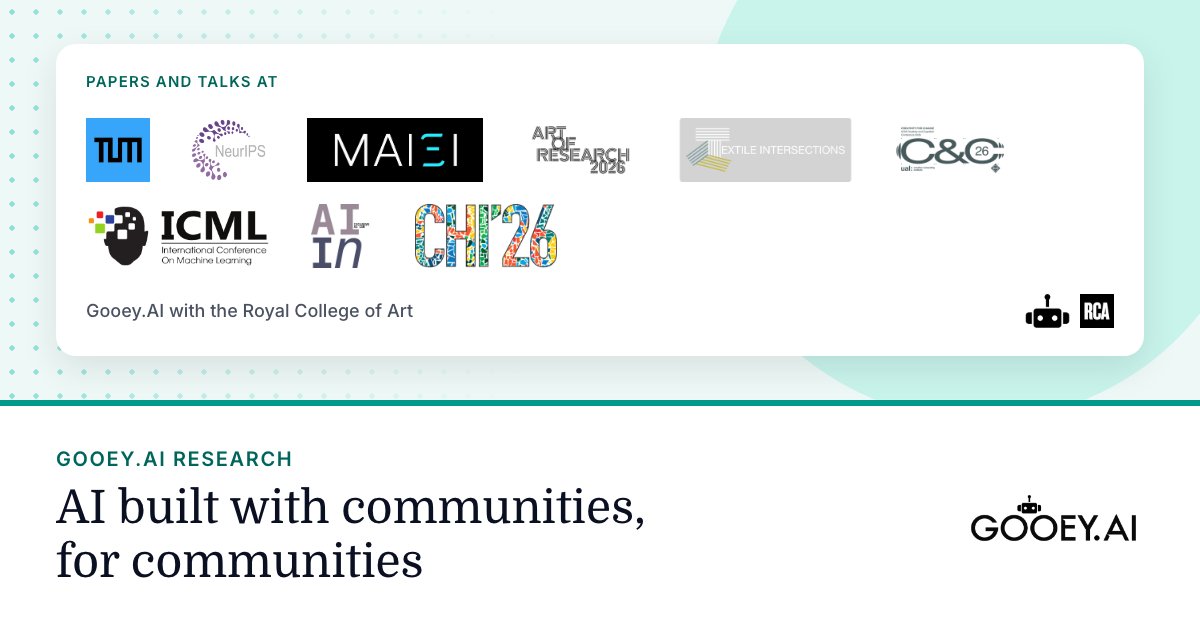 PAPERS AND TALKS AT
TUM
NeurIPS
MAIEI
ART
OF
RESEARCH
2026
TEXTILE INTERSECTIONS
C&C 26
ual:
ICML
International Conference
On Machine Learning
AI
In
CHI'26
Gooey.AI with the Royal College of Art
RCA
GOOEY.AI RESEARCH
AI built with communities,
for communities
GOOEY.AI